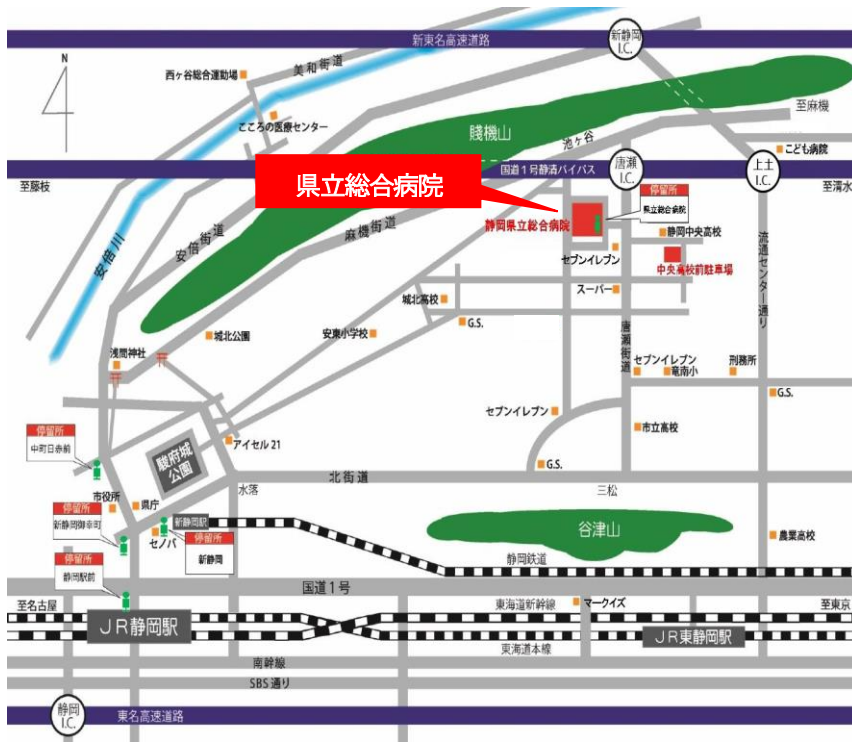 新東名高速道路
新静岡
I.C.
N
西ヶ谷総合運動場
美和街道
こころの医療センター
賤機山
池ヶ谷
至麻機
こども病院
至藤枝
国道1号静清バイパス
唐瀬
I.C.
上土
I.C.
至清水
県立総合病院
静岡県立総合病院
停留所
県立総合病院
静岡中央高校
安倍川
安倍街道
麻機街道
セブンイレブン
中央高校前駐車場
流通センター通り
城北高校
スーパー
G.S.
城北公園
安東小学校
唐瀬街道
浅間神社
セブンイレブン
竜南小
刑務所
G.S.
セブンイレブン
市立高校
停留所
中町日赤前
アイセル21
駿府城
公園
G.S.
北街道
水落
三松
市役所
県庁
停留所
新静岡御幸町
セノバ
新静岡駅
停留所
新静岡
谷津山
農業高校
静岡鉄道
停留所
静岡駅前
国道1号
至名古屋
東海道新幹線
マークイズ
至東京
JR静岡駅
JR東静岡駅
東海道本線
南幹線
SBS通り
静岡
I.C.
東名高速道路